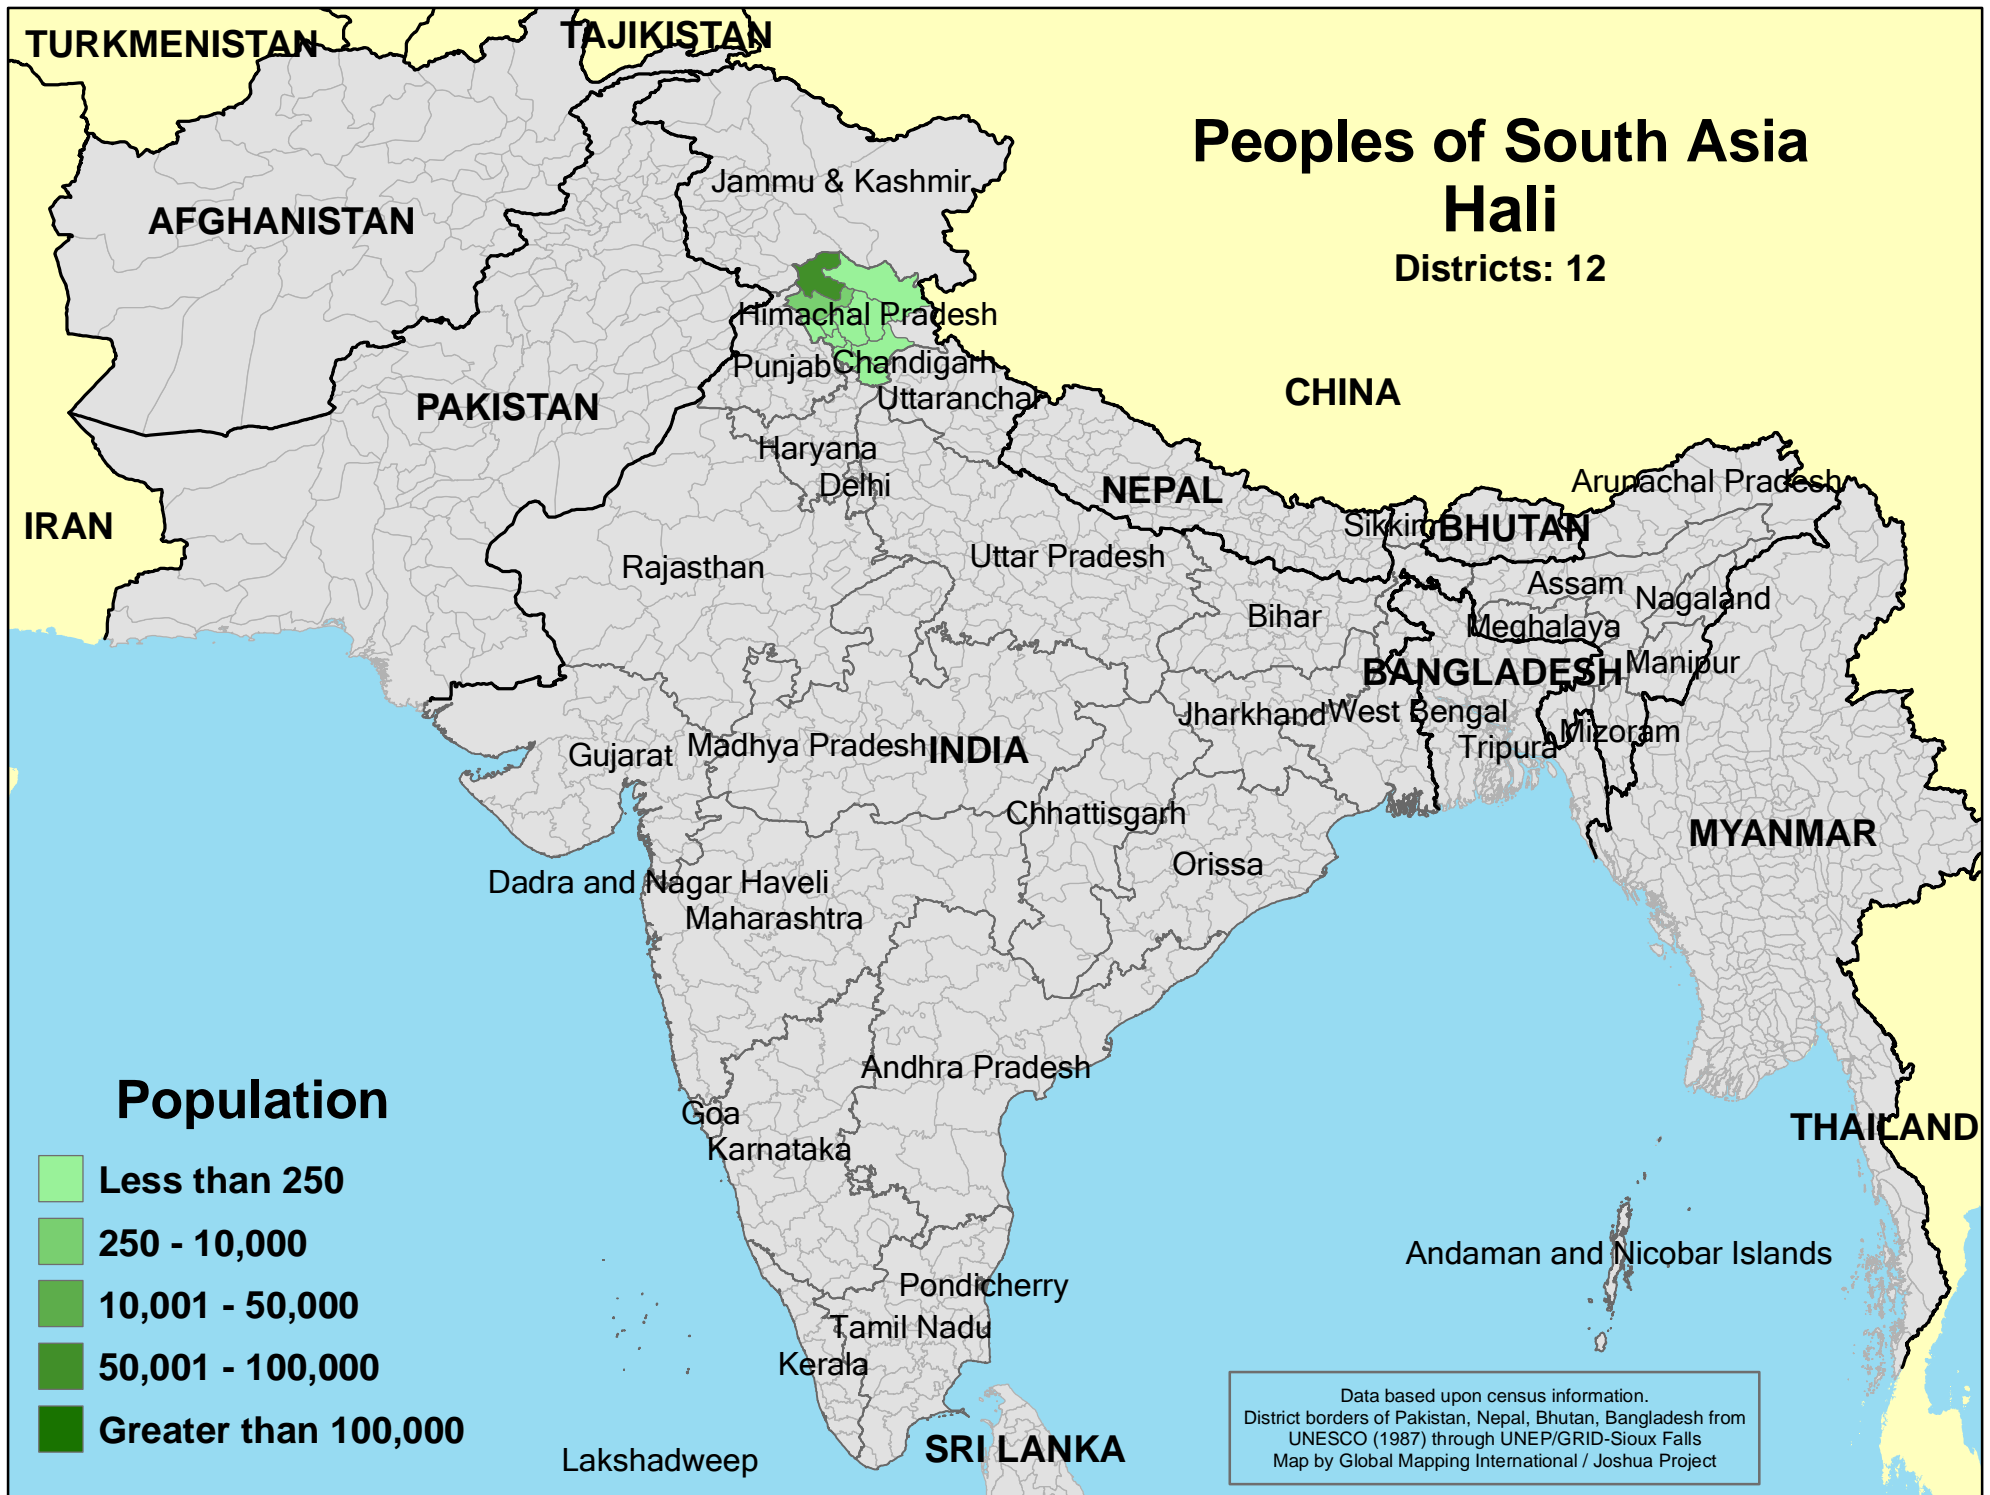 TURKMENISTAN
TAJIKISTAN
Peoples of South Asia
Hali
Districts: 12
Jammu & Kashmir
AFGHANISTAN
Himachal Pradesh
Punjab
Chandigarh
Uttaranchal
CHINA
PAKISTAN
Haryana
Delhi
NEPAL
Arunachal Pradesh
IRAN
Sikkim
BHUTAN
Rajasthan
Uttar Pradesh
Assam
Nagaland
Bihar
Meghalaya
BANGLADESH
Manipur
Jharkhand
West Bengal
Gujarat
Madhya Pradesh
INDIA
Tripura
Mizoram
Chhattisgarh
MYANMAR
Orissa
Dadra and Nagar Haveli
Maharashtra
Andhra Pradesh
Goa
Karnataka
THAILAND
Andaman and Nicobar Islands
Pondicherry
Tamil Nadu
Kerala
Lakshadweep
SRI LANKA
Population
Less than 250
250 - 10,000
10,001 - 50,000
50,001 - 100,000
Greater than 100,000
Data based upon census information.
District borders of Pakistan, Nepal, Bhutan, Bangladesh from
UNESCO (1987) through UNEP/GRID-Sioux Falls
Map by Global Mapping International / Joshua Project